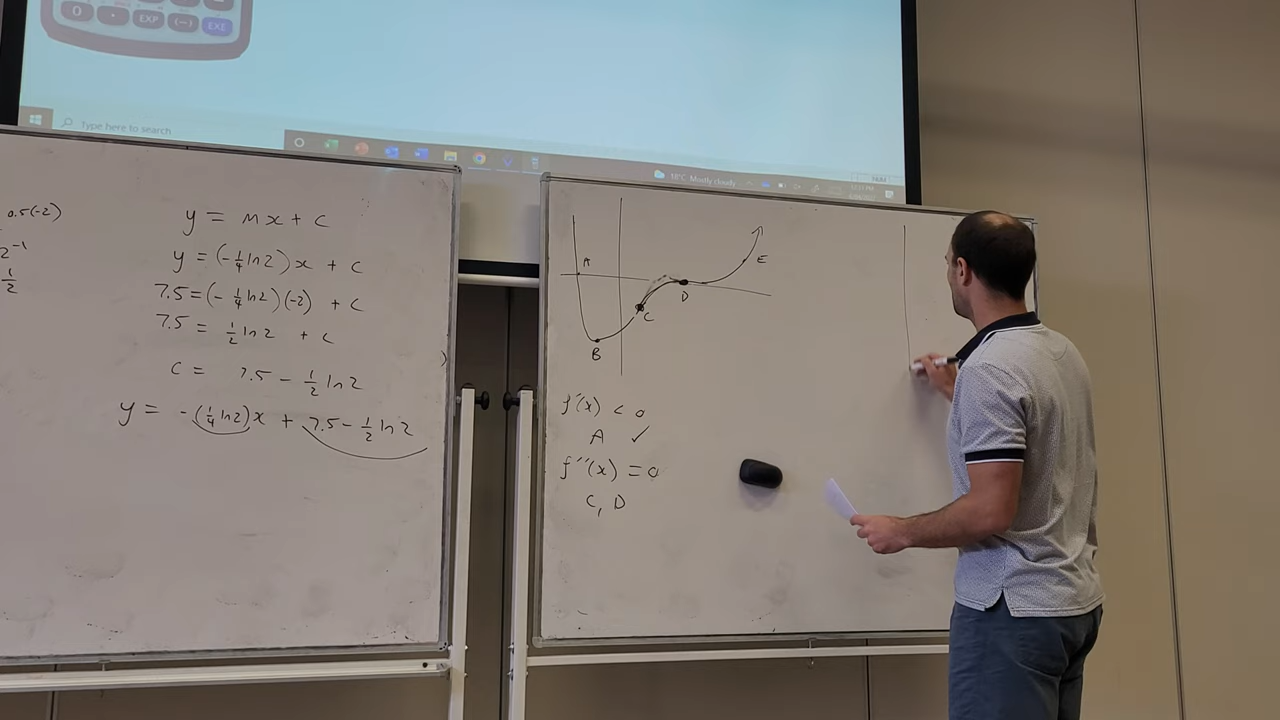 0 . EXP (-) EXE
Type here to search
18°C Mostly cloudy
0.5(-2)
2⁻¹
1/2
y = mx + c
y = (-1/4 ln2)x + c
7.5 = (-1/4 ln2)(-2) + c
7.5 = 1/2 ln2 + c
c = 7.5 - 1/2 ln2
y = -(1/4 ln2)x + 7.5 - 1/2 ln2
A
B
C
D
E
f'(x) < 0
A ✓
f''(x) = 0
C, D